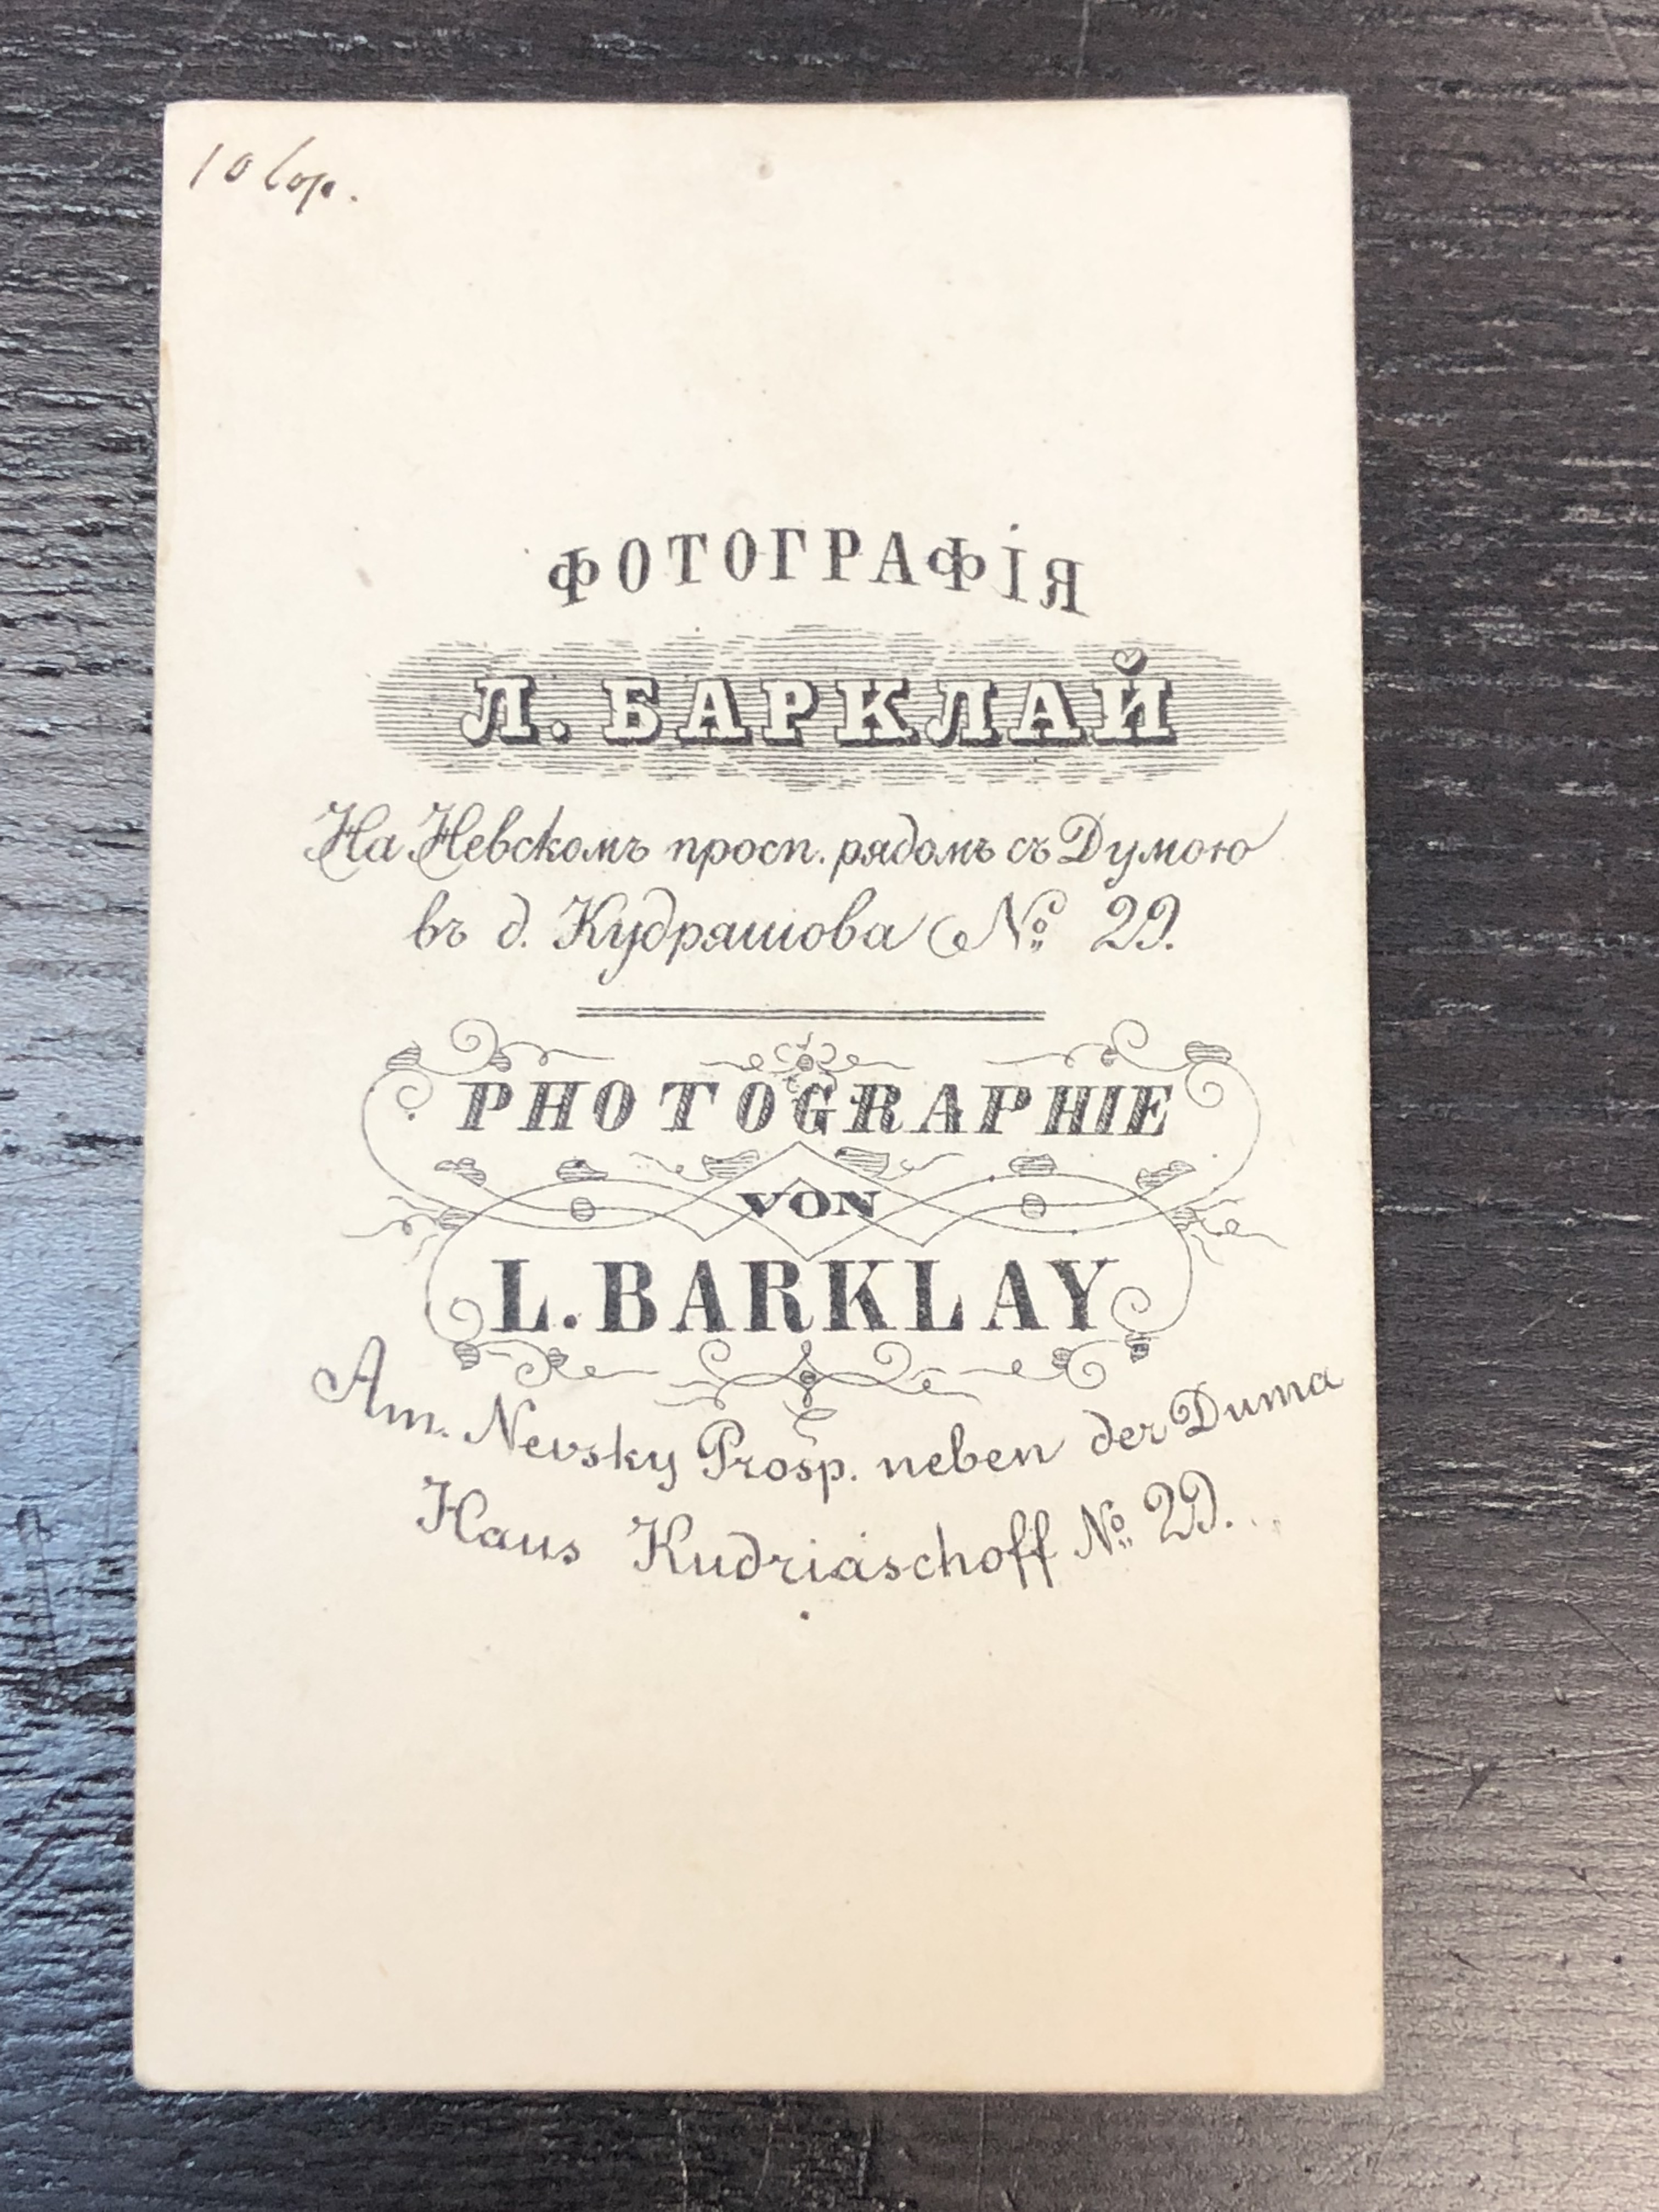 10
ФОТОГРАФІЯ
Л. БАРКЛАЙ
На Невскомъ просп. рядомъ съ Думою
въ д. Кудряшова № 29.
PHOTOGRAPHIE
VON
L. BARKLAY
Am. Nevsky Prosp. neben der Duma
Haus Kudriaschoff № 29.